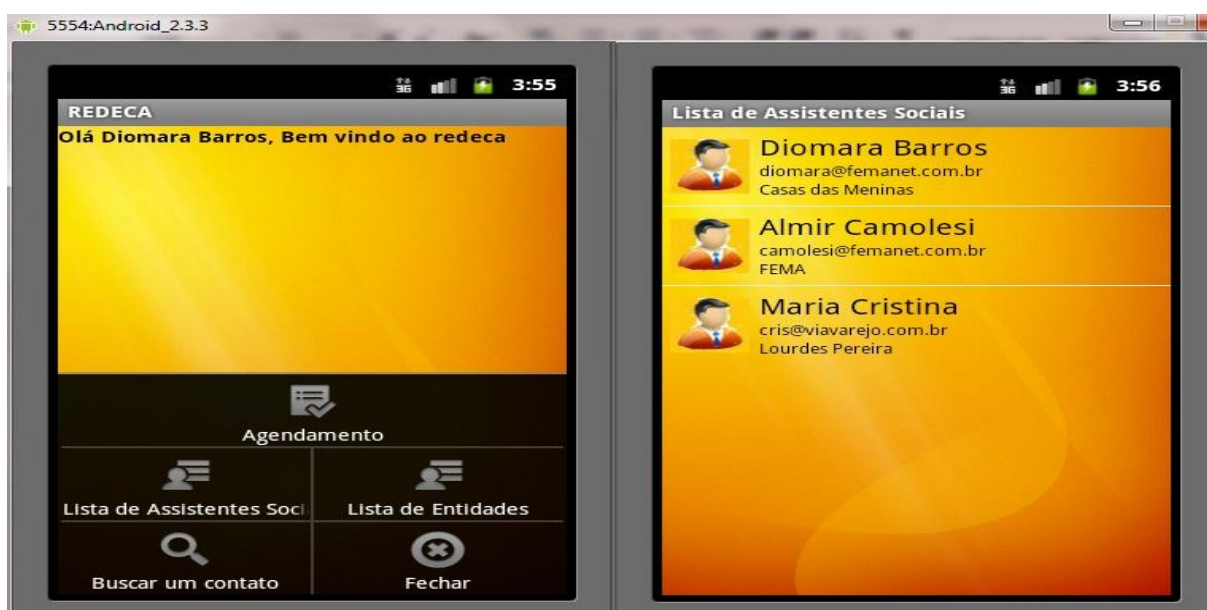 5554:Android_2.3.3
3G
3:55
REDECA
Olá Diomara Barros, Bem vindo ao redeca
Agendamento
Lista de Assistentes Soci
Lista de Entidades
Buscar um contato
Fechar
3G
3:56
Lista de Assistentes Sociais
Diomara Barros
diomara@femanet.com.br
Casas das Meninas
Almir Camolesi
camolesi@femanet.com.br
FEMA
Maria Cristina
cris@viavarejo.com.br
Lourdes Pereira